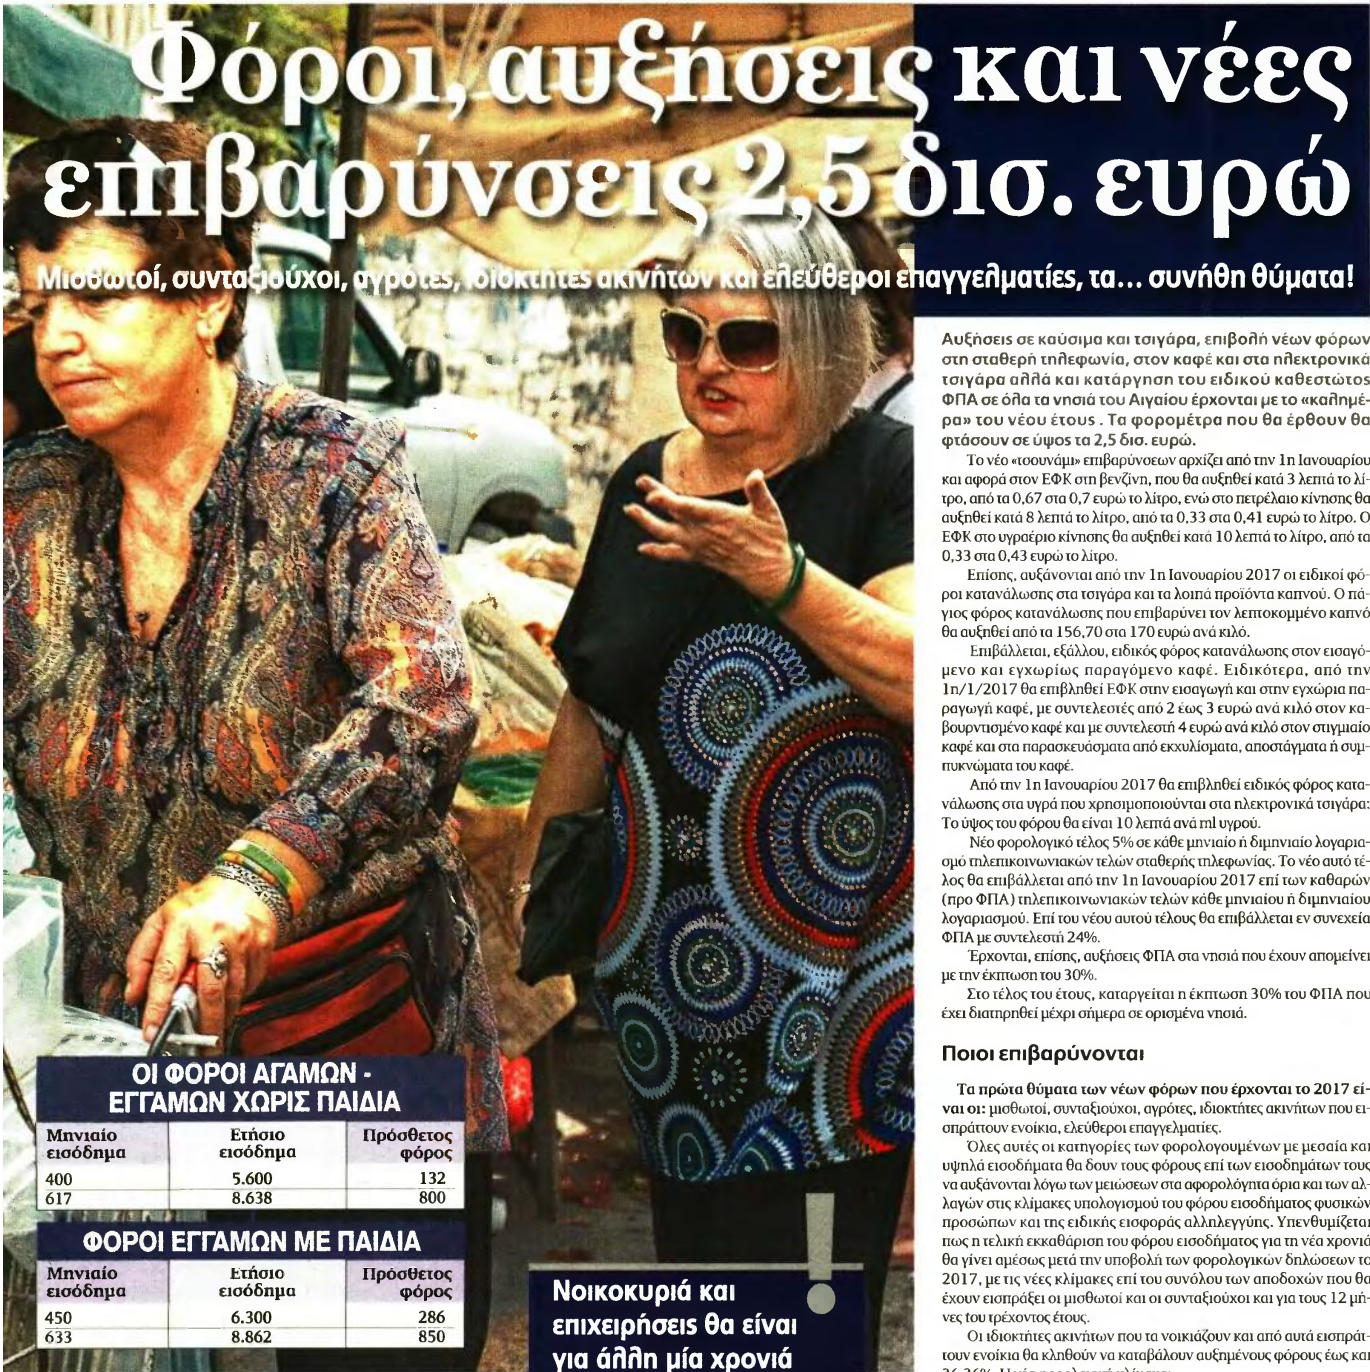 Φόροι, αυξήσεις και νέες
επιβαρύνσεις 2,5 δισ. ευρώ
Μισθωτοί, συνταξιούχοι, αγρότες, ιδιοκτήτες ακινήτων και ελεύθεροι επαγγελματίες, τα... συνήθη θύματα!
Αυξήσεις σε καύσιμα και τσιγάρα, επιβολή νέων φόρων
στη σταθερή τηλεφωνία, στον καφέ και στα ηλεκτρονικά
τσιγάρα αλλά και κατάργηση του ειδικού καθεστώτος
ΦΠΑ σε όλα τα νησιά του Αιγαίου έρχονται με το «καλημέ-
ρα» του νέου έτους . Τα φορομέτρα που θα έρθουν θα
φτάσουν σε ύψος τα 2,5 δισ. ευρώ.
Το νέο «τσουνάμι» επιβαρύνσεων αρχίζει από την 1η Ιανουαρίου
και αφορά στον ΕΦΚ στη βενζίνη, που θα αυξηθεί κατά 3 λεπτά το λί-
τρο, από τα 0,67 στα 0,7 ευρώ το λίτρο, ενώ στο πετρέλαιο κίνησης θα
αυξηθεί κατά 8 λεπτά το λίτρο, από τα 0,33 στα 0,41 ευρώ το λίτρο. Ο
ΕΦΚ στο υγραέριο κίνησης θα αυξηθεί κατά 10 λεπτά το λίτρο, από τα
0,33 στα 0,43 ευρώ το λίτρο.
Επίσης, αυξάνονται από την 1η Ιανουαρίου 2017 οι ειδικοί φό-
ροι κατανάλωσης στα τσιγάρα και τα λοιπά προϊόντα καπνού. Ο πά-
γιος φόρος κατανάλωσης που επιβαρύνει τον λεπτοκομμένο καπνό
θα αυξηθεί από τα 156,70 στα 170 ευρώ ανά κιλό.
Επιβάλλεται, εξάλλου, ειδικός φόρος κατανάλωσης στον εισαγό-
μενο και εγχωρίως παραγόμενο καφέ. Ειδικότερα, από την
1η/1/2017 θα επιβληθεί ΕΦΚ στην εισαγωγή και στην εγχώρια πα-
ραγωγή καφέ, με συντελεστές από 2 έως 3 ευρώ ανά κιλό στον κα-
βουρντισμένο καφέ και με συντελεστή 4 ευρώ ανά κιλό στον στιγμιαίο
καφέ και στα παρασκευάσματα από εκχυλίσματα, αποστάγματα ή συμ-
πυκνώματα του καφέ.
Από την 1η Ιανουαρίου 2017 θα επιβληθεί ειδικός φόρος κατα-
νάλωσης στα υγρά που χρησιμοποιούνται στα ηλεκτρονικά τσιγάρα:
Το ύψος του φόρου θα είναι 10 λεπτά ανά ml υγρού.
Νέο φορολογικό τέλος 5% σε κάθε μηνιαίο ή διμηνιαίο λογαρια-
σμό τηλεπικοινωνιακών τελών σταθερής τηλεφωνίας. Το νέο αυτό τέ-
λος θα επιβάλλεται από την 1η Ιανουαρίου 2017 επί των καθαρών
(προ ΦΠΑ) τηλεπικοινωνιακών τελών κάθε μηνιαίου ή διμηνιαίου
λογαριασμού. Επί του νέου αυτού τέλους θα επιβάλλεται εν συνεχεία
ΦΠΑ με συντελεστή 24%.
Έρχονται, επίσης, αυξήσεις ΦΠΑ στα νησιά που έχουν απομείνει
με την έκπτωση του 30%.
Στο τέλος του έτους, καταργείται η έκπτωση 30% του ΦΠΑ που
έχει διατηρηθεί μέχρι σήμερα σε ορισμένα νησιά.
Ποιοι επιβαρύνονται
Τα πρώτα θύματα των νέων φόρων που έρχονται το 2017 εί-
ναι οι: μισθωτοί, συνταξιούχοι, αγρότες, ιδιοκτήτες ακινήτων που ει-
σπράττουν ενοίκια, ελεύθεροι επαγγελματίες.
Όλες αυτές οι κατηγορίες των φορολογουμένων με μεσαία και
υψηλά εισοδήματα θα δουν τους φόρους επί των εισοδημάτων τους
να αυξάνονται λόγω των μειώσεων στα αφορολόγητα όρια και των αλ-
λαγών στις κλίμακες υπολογισμού του φόρου εισοδήματος φυσικών
προσώπων και της ειδικής εισφοράς αλληλεγγύης. Υπενθυμίζεται
πως η τελική εκκαθάριση του φόρου εισοδήματος για τη νέα χρονιά
θα γίνει αμέσως μετά την υποβολή των φορολογικών δηλώσεων το
2017, με τις νέες κλίμακες επί του συνόλου των αποδοχών που θα
έχουν εισπράξει οι μισθωτοί και οι συνταξιούχοι και για τους 12 μή-
νες του τρέχοντος έτους.
Οι ιδιοκτήτες ακινήτων που τα νοικιάζουν και από αυτά εισπράτ-
τουν ενοίκια θα κληθούν να καταβάλουν αυξημένους φόρους έως και
ΟΙ ΦΟΡΟΙ ΑΓΑΜΩΝ -
ΕΓΓΑΜΩΝ ΧΩΡΙΣ ΠΑΙΔΙΑ
Μηνιαίο εισόδημα Ετήσιο εισόδημα Πρόσθετος φόρος
400 5.600 132
617 8.638 800
ΦΟΡΟΙ ΕΓΓΑΜΩΝ ΜΕ ΠΑΙΔΙΑ
Μηνιαίο εισόδημα Ετήσιο εισόδημα Πρόσθετος φόρος
450 6.300 286
633 8.862 850
!
Νοικοκυριά και
επιχειρήσεις θα είναι
για άλλη μία χρονιά